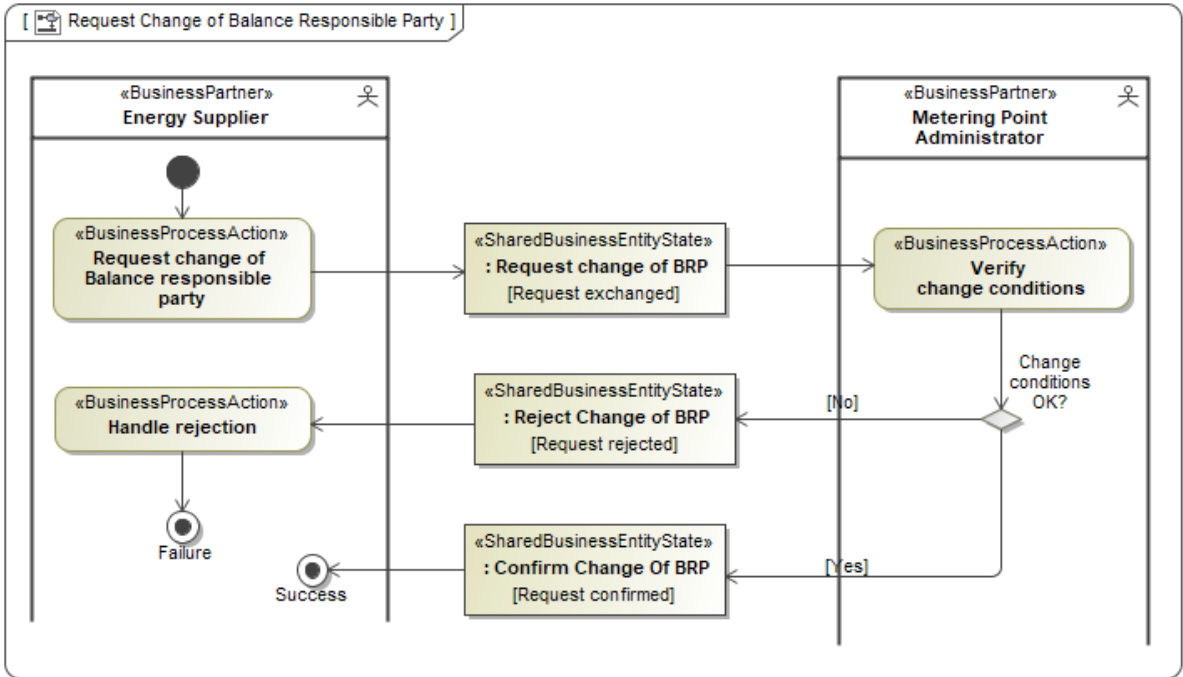 [ Request Change of Balance Responsible Party ]
«BusinessPartner»
Energy Supplier
«BusinessPartner»
Metering Point
Administrator
«BusinessProcessAction»
Request change of
Balance responsible
party
«SharedBusinessEntityState»
: Request change of BRP
[Request exchanged]
«BusinessProcessAction»
Verify
change conditions
Change
conditions
OK?
«BusinessProcessAction»
Handle rejection
«SharedBusinessEntityState»
: Reject Change of BRP
[Request rejected]
[No]
Failure
«SharedBusinessEntityState»
: Confirm Change Of BRP
[Request confirmed]
[Yes]
Success